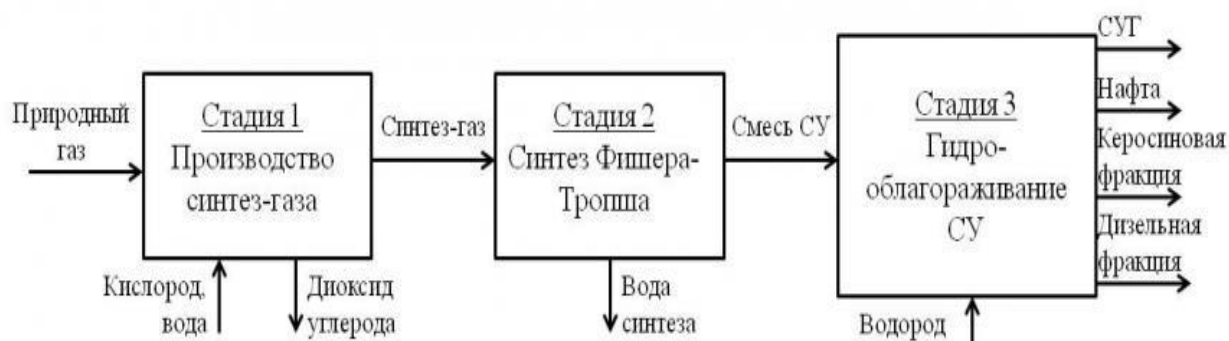 Природный
газ
Стадия 1
Производство
синтез-газа
Кислород,
вода
Диоксид
углерода
Синтез-газ
Стадия 2
Синтез Фишера-
Тропша
Вода
синтеза
Смесь СУ
Стадия 3
Гидро-
облагораживание
СУ
Водород
СУГ
Нафта
Керосиновая
фракция
Дизельная
фракция